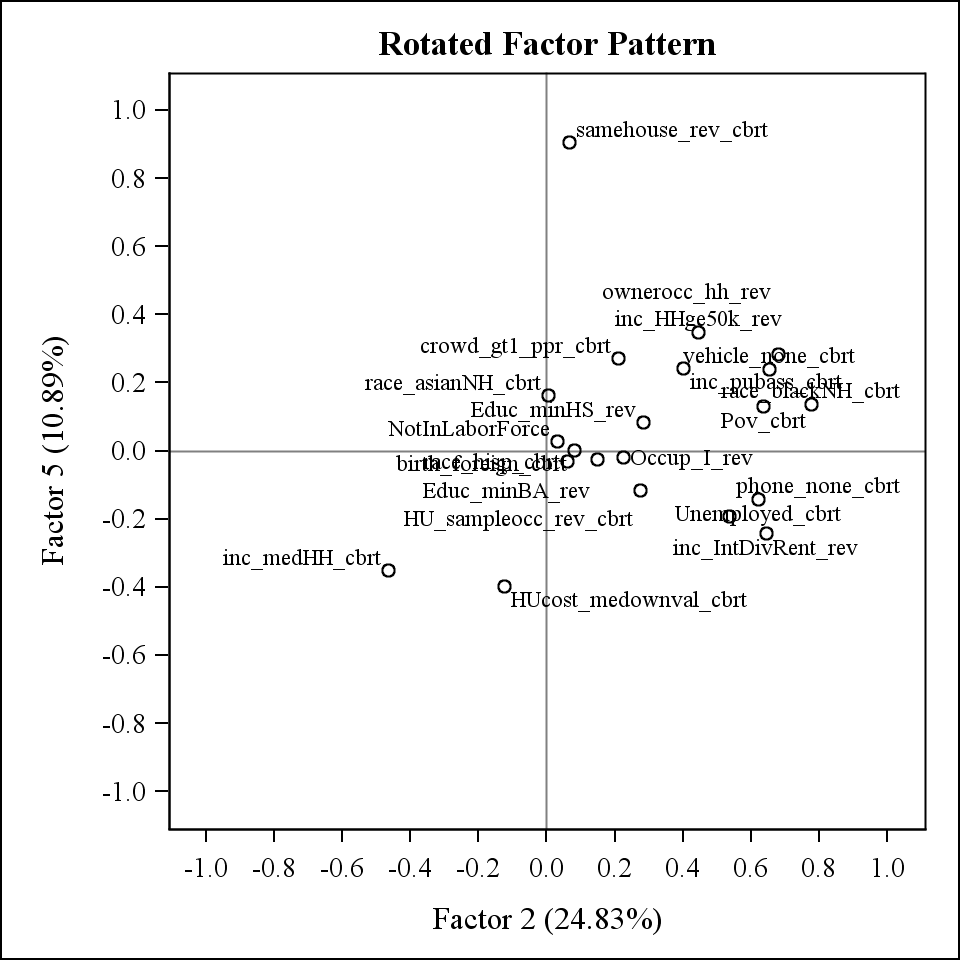 Rotated Factor Pattern
1.0
0.8
0.6
0.4
0.2
0.0
-0.2
-0.4
-0.6
-0.8
-1.0
Factor 5 (10.89%)
samehouse_rev_cbrt
ownerocc_hh_rev
inc_HHge50k_rev
crowd_gt1_ppr_cbrt
vehicle_none_cbrt
race_asianNH_cbrt
inc_pubass_cbrt
race_blackNH_cbrt
Educ_minHS_rev
Pov_cbrt
NotInLaborForce
race_hisp_cbrt
birth_foreign_cbrt
Occup_I_rev
Educ_minBA_rev
phone_none_cbrt
HU_sampleocc_rev_cbrt
Unemployed_cbrt
inc_IntDivRent_rev
inc_medHH_cbrt
HUcost_medownval_cbrt
-1.0 -0.8 -0.6 -0.4 -0.2 0.0 0.2 0.4 0.6 0.8 1.0
Factor 2 (24.83%)